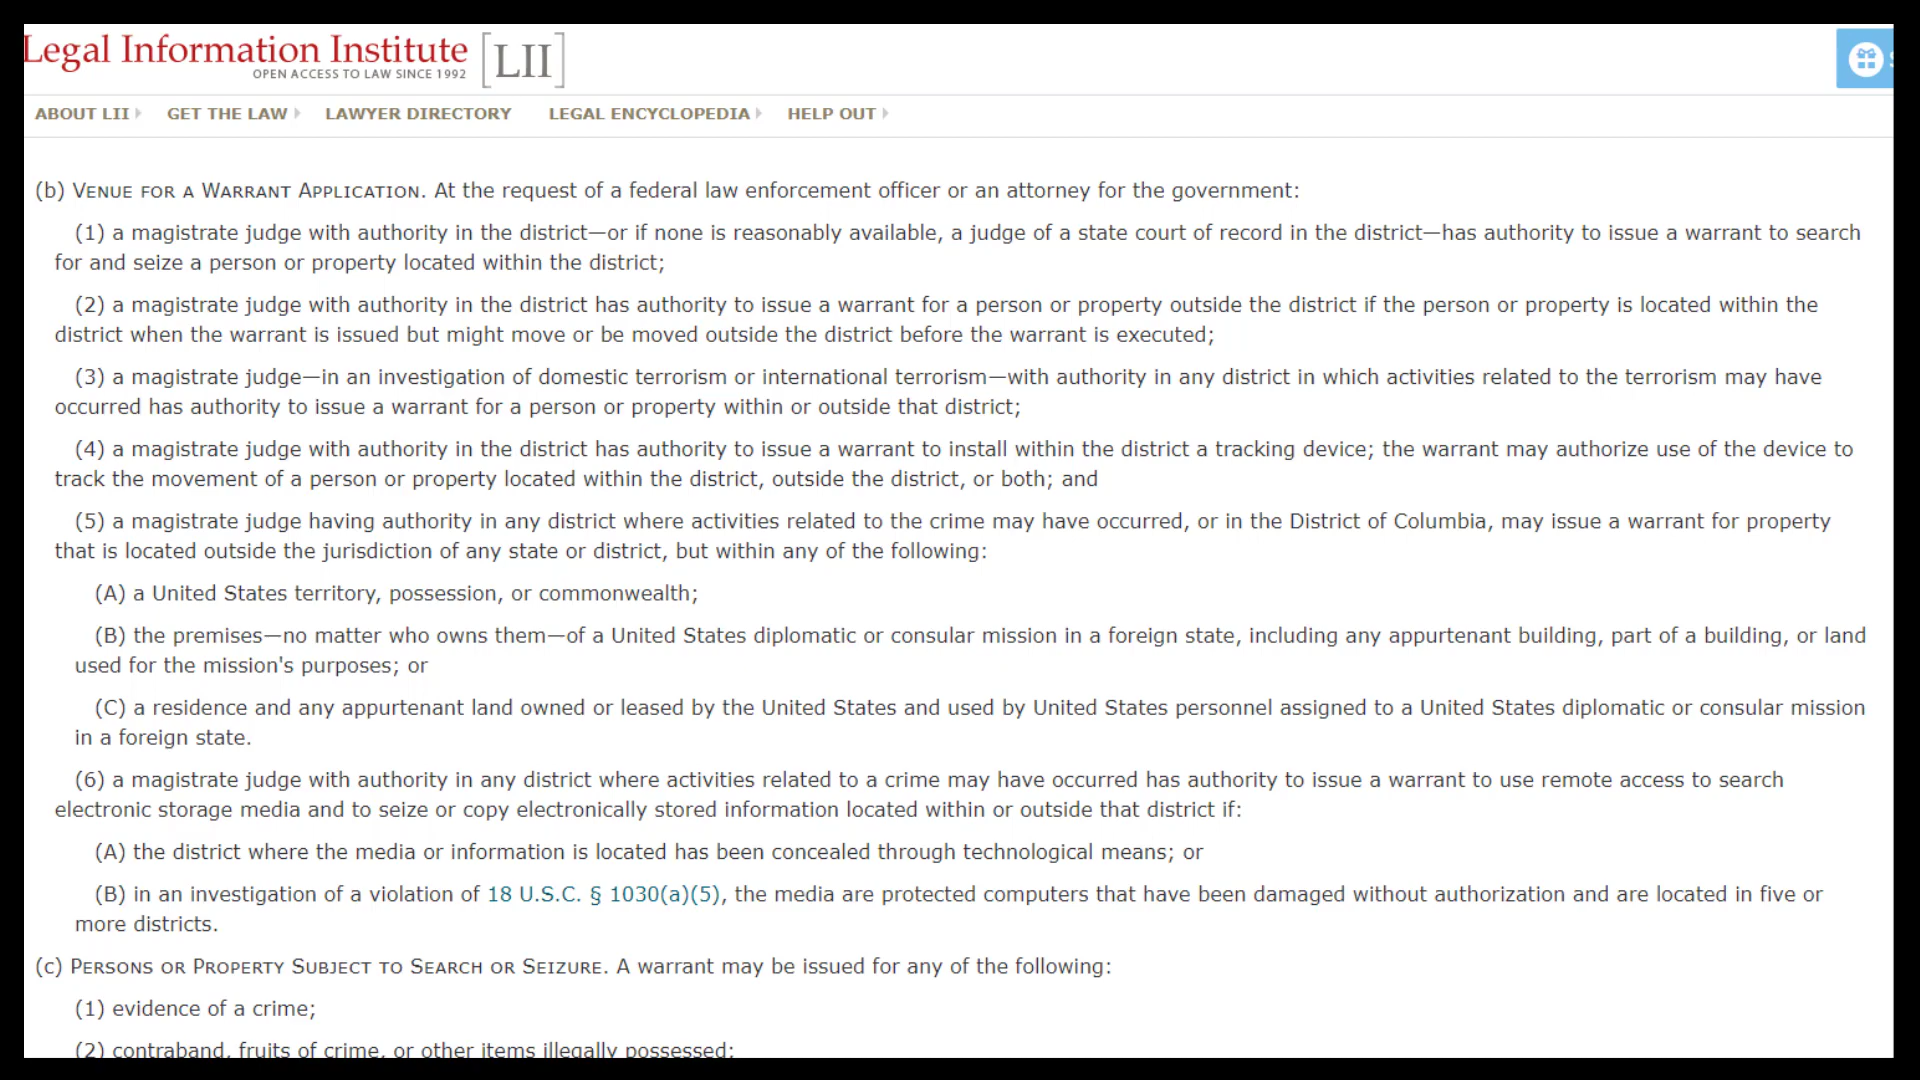 Legal Information Institute [LII]
OPEN ACCESS TO LAW SINCE 1992
ABOUT LII GET THE LAW LAWYER DIRECTORY LEGAL ENCYCLOPEDIA HELP OUT
(b) VENUE FOR A WARRANT APPLICATION. At the request of a federal law enforcement officer or an attorney for the government:
(1) a magistrate judge with authority in the district—or if none is reasonably available, a judge of a state court of record in the district—has authority to issue a warrant to search
for and seize a person or property located within the district;
(2) a magistrate judge with authority in the district has authority to issue a warrant for a person or property outside the district if the person or property is located within the
district when the warrant is issued but might move or be moved outside the district before the warrant is executed;
(3) a magistrate judge—in an investigation of domestic terrorism or international terrorism—with authority in any district in which activities related to the terrorism may have
occurred has authority to issue a warrant for a person or property within or outside that district;
(4) a magistrate judge with authority in the district has authority to issue a warrant to install within the district a tracking device; the warrant may authorize use of the device to
track the movement of a person or property located within the district, outside the district, or both; and
(5) a magistrate judge having authority in any district where activities related to the crime may have occurred, or in the District of Columbia, may issue a warrant for property
that is located outside the jurisdiction of any state or district, but within any of the following:
(A) a United States territory, possession, or commonwealth;
(B) the premises—no matter who owns them—of a United States diplomatic or consular mission in a foreign state, including any appurtenant building, part of a building, or land
used for the mission's purposes; or
(C) a residence and any appurtenant land owned or leased by the United States and used by United States personnel assigned to a United States diplomatic or consular mission
in a foreign state.
(6) a magistrate judge with authority in any district where activities related to a crime may have occurred has authority to issue a warrant to use remote access to search
electronic storage media and to seize or copy electronically stored information located within or outside that district if:
(A) the district where the media or information is located has been concealed through technological means; or
(B) in an investigation of a violation of 18 U.S.C. § 1030(a)(5), the media are protected computers that have been damaged without authorization and are located in five or
more districts.
(c) PERSONS OR PROPERTY SUBJECT TO SEARCH OR SEIZURE. A warrant may be issued for any of the following:
(1) evidence of a crime;
(2) contraband, fruits of crime, or other items illegally possessed;